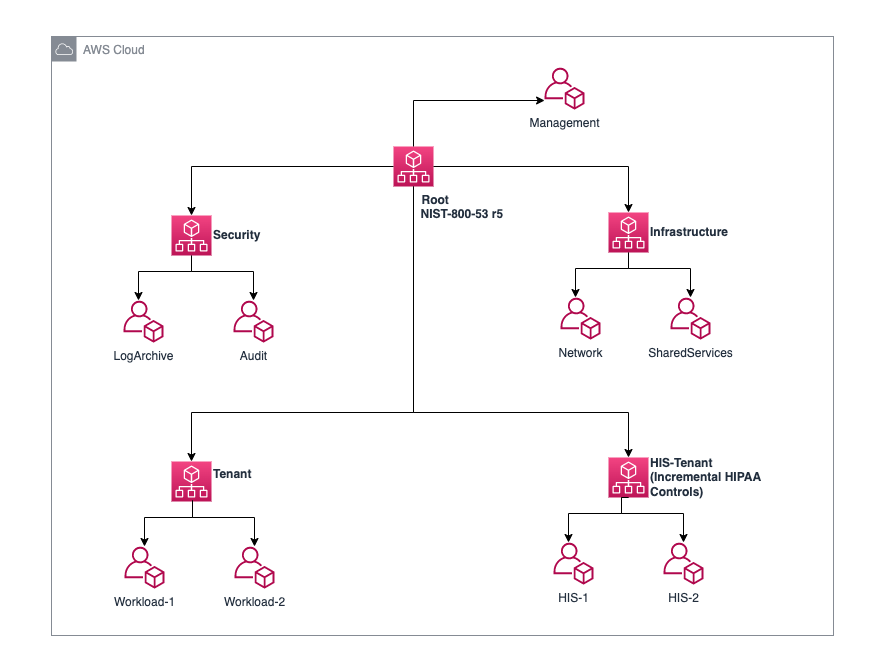 AWS Cloud
Management
Root
NIST-800-53 r5
Security
Infrastructure
LogArchive
Audit
Network
SharedServices
Tenant
HIS-Tenant
(Incremental HIPAA
Controls)
Workload-1
Workload-2
HIS-1
HIS-2